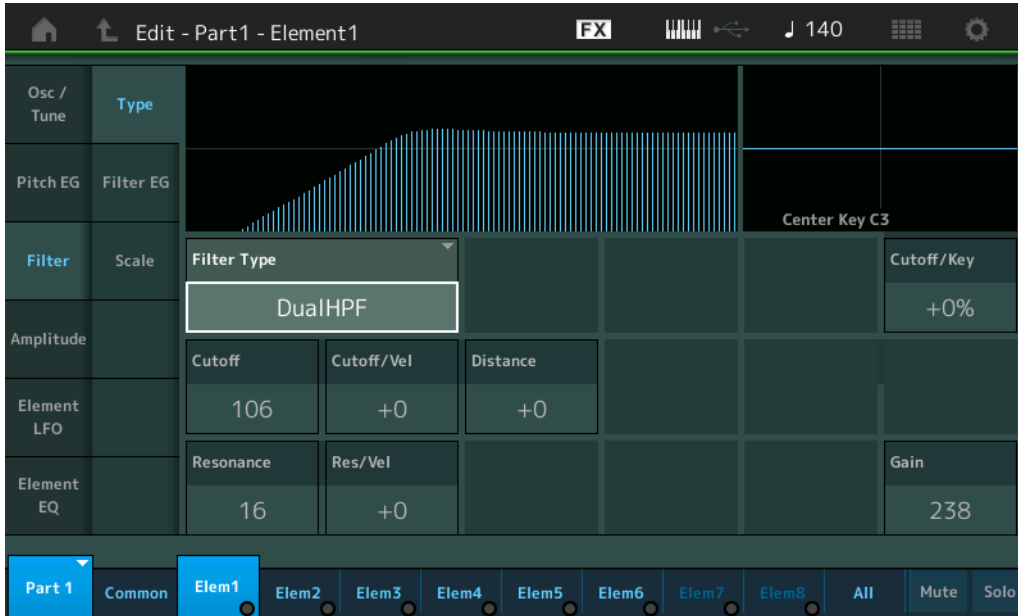 Edit - Part1 - Element1
FX
140
Osc /
Tune
Type
Pitch EG
Filter EG
Center Key C3
Filter
Scale
Filter Type
Cutoff/Key
DualHPF
+0%
Amplitude
Cutoff
Cutoff/Vel
Distance
106
+0
+0
Element
LFO
Resonance
Res/Vel
Gain
Element
EQ
16
+0
238
Part 1
Common
Elem1
Elem2
Elem3
Elem4
Elem5
Elem6
Elem7
Elem8
All
Mute
Solo